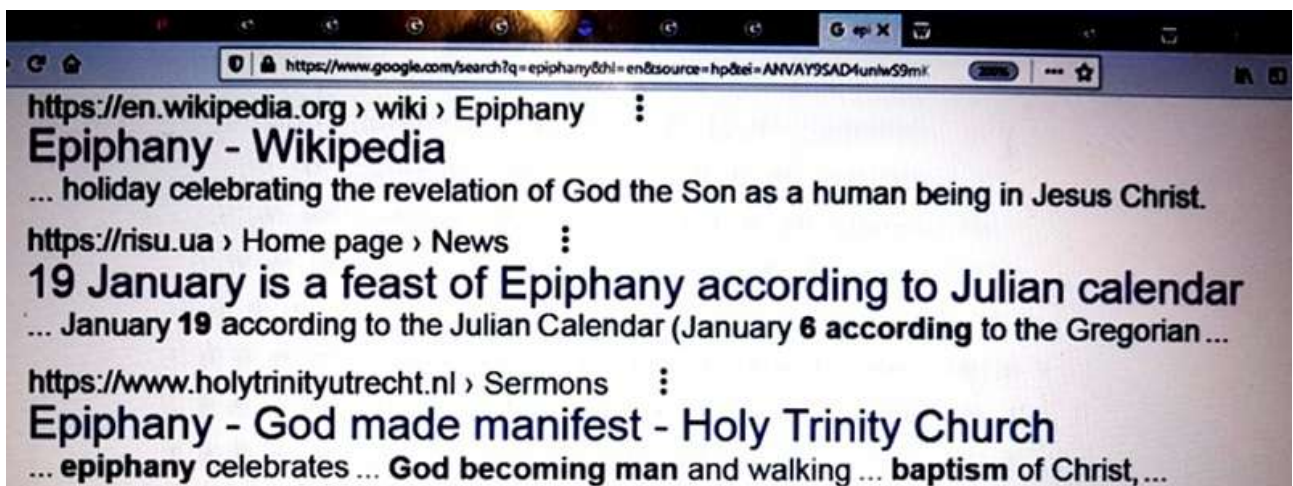 G epi X
https://www.google.com/search?q=epiphany&hl=en&source=hp&ei=ANVAY9SAD4unlwS9mK 200%
https://en.wikipedia.org › wiki › Epiphany
Epiphany - Wikipedia
... holiday celebrating the revelation of God the Son as a human being in Jesus Christ.
https://risu.ua › Home page › News
19 January is a feast of Epiphany according to Julian calendar
... January 19 according to the Julian Calendar (January 6 according to the Gregorian ...
https://www.holytrinityutrecht.nl › Sermons
Epiphany - God made manifest - Holy Trinity Church
... epiphany celebrates ... God becoming man and walking ... baptism of Christ, ...